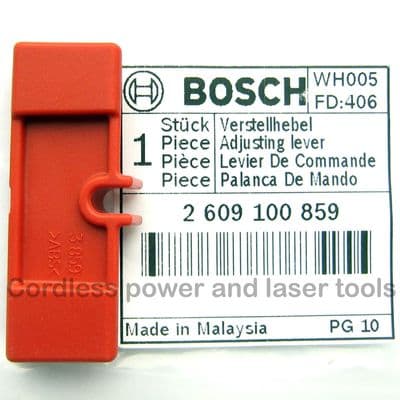 BOSCH
WH005
FD:406
1
Stück Verstellhebel
Piece Adjusting lever
Pièce Levier De Commande
Piece Palanca De Mando
2 609 100 859
Cordless power and laser tools
Made in Malaysia PG 10
>ABS<